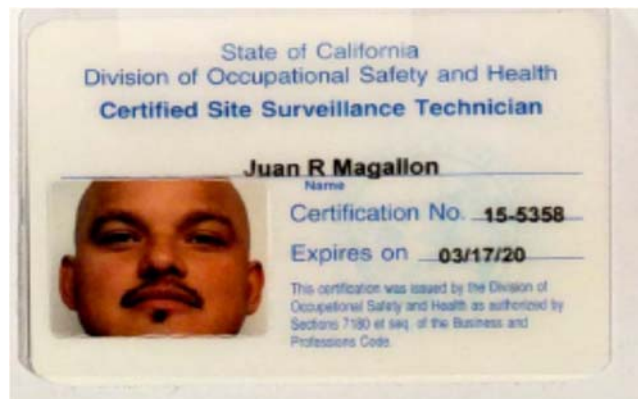 State of California
Division of Occupational Safety and Health
Certified Site Surveillance Technician
Juan R Magallon
Name
Certification No. 15-5358
Expires on 03/17/20
This certification was issued by the Division of
Occupational Safety and Health as authorized by
Sections 7180 et seq. of the Business and
Professions Code.